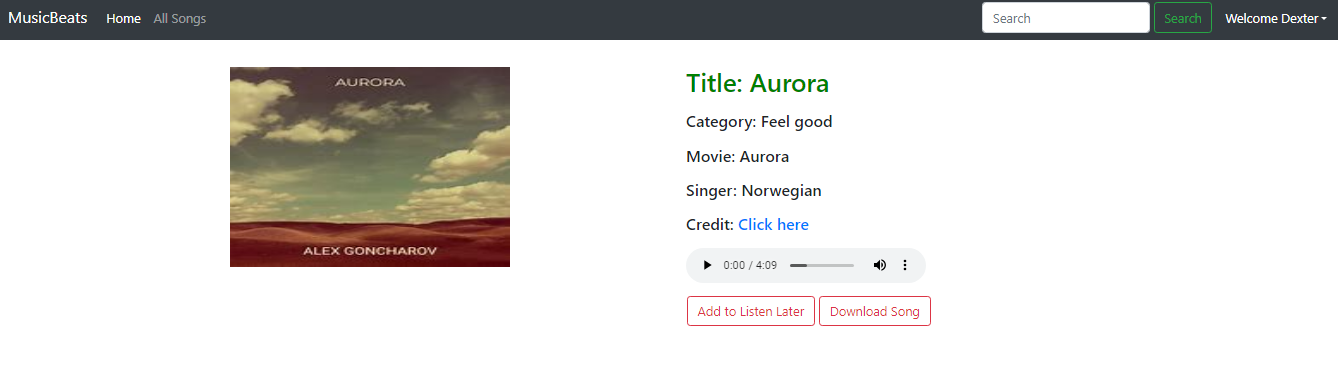 MusicBeats Home All Songs Search Search Welcome Dexter
AURORA
ALEX GONCHAROV
Title: Aurora
Category: Feel good
Movie: Aurora
Singer: Norwegian
Credit: Click here
0:00 / 4:09
Add to Listen Later Download Song